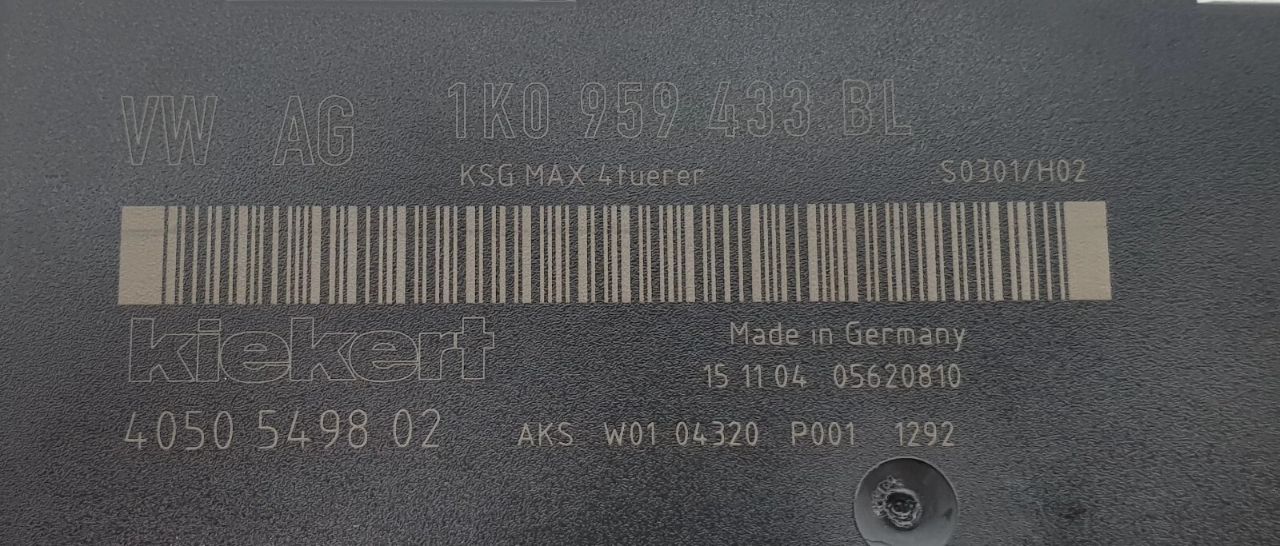 VW AG 1K0 959 433 BL
KSG MAX 4tuerer S0301/H02
kiekert
Made in Germany
15 11 04 05620810
4050 5498 02
AKS W01 04320 P001 1292